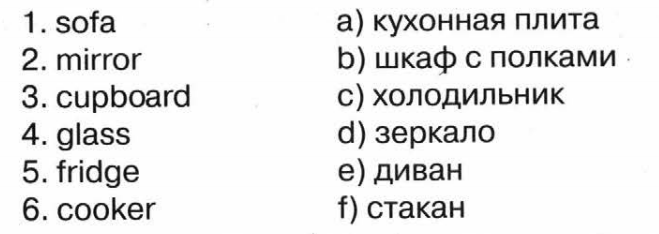 1. sofa a) кухонная плита
2. mirror b) шкаф с полками
3. cupboard c) холодильник
4. glass d) зеркало
5. fridge e) диван
6. cooker f) стакан